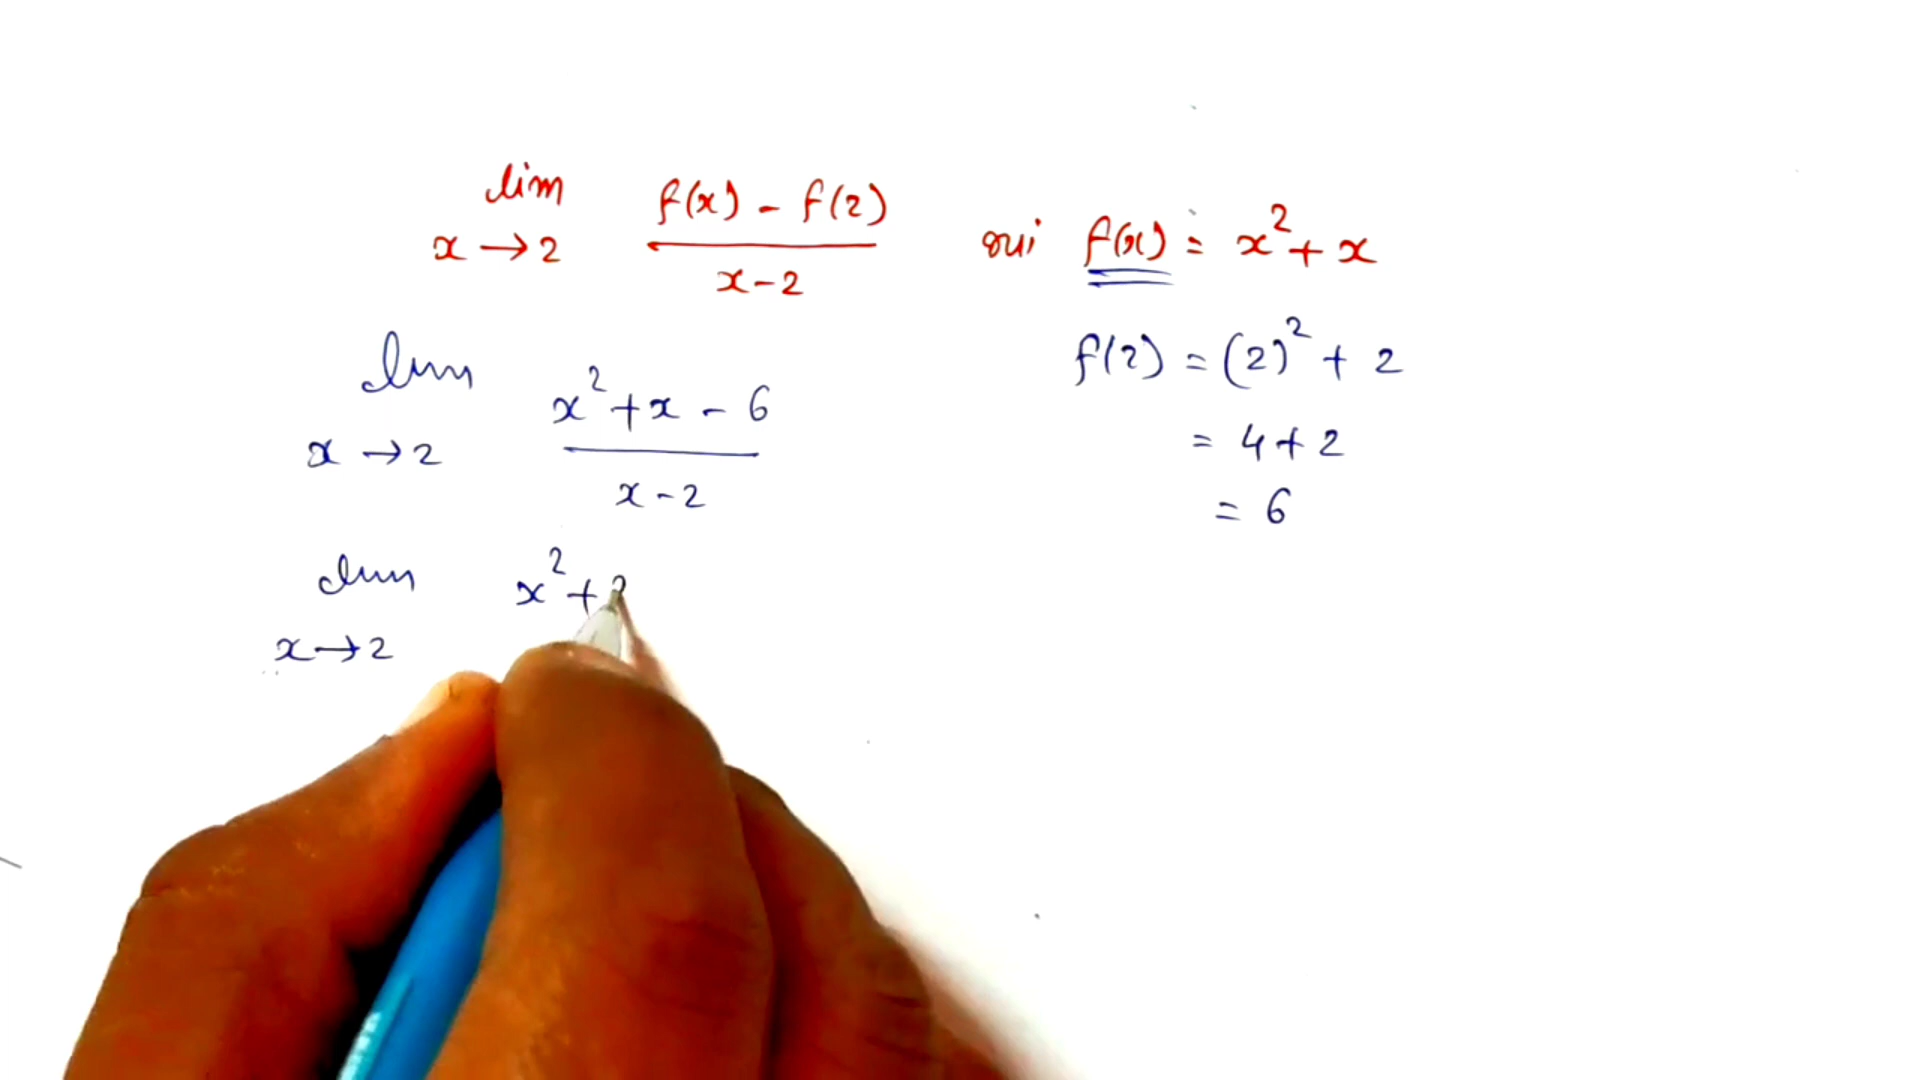 lim x→2 f(x) - f(2) / x-2 f(x) = x² + x
f(2) = (2)² + 2
lim x→2 x² + x - 6 / x-2
= 4 + 2
= 6
lim x→2 x² +